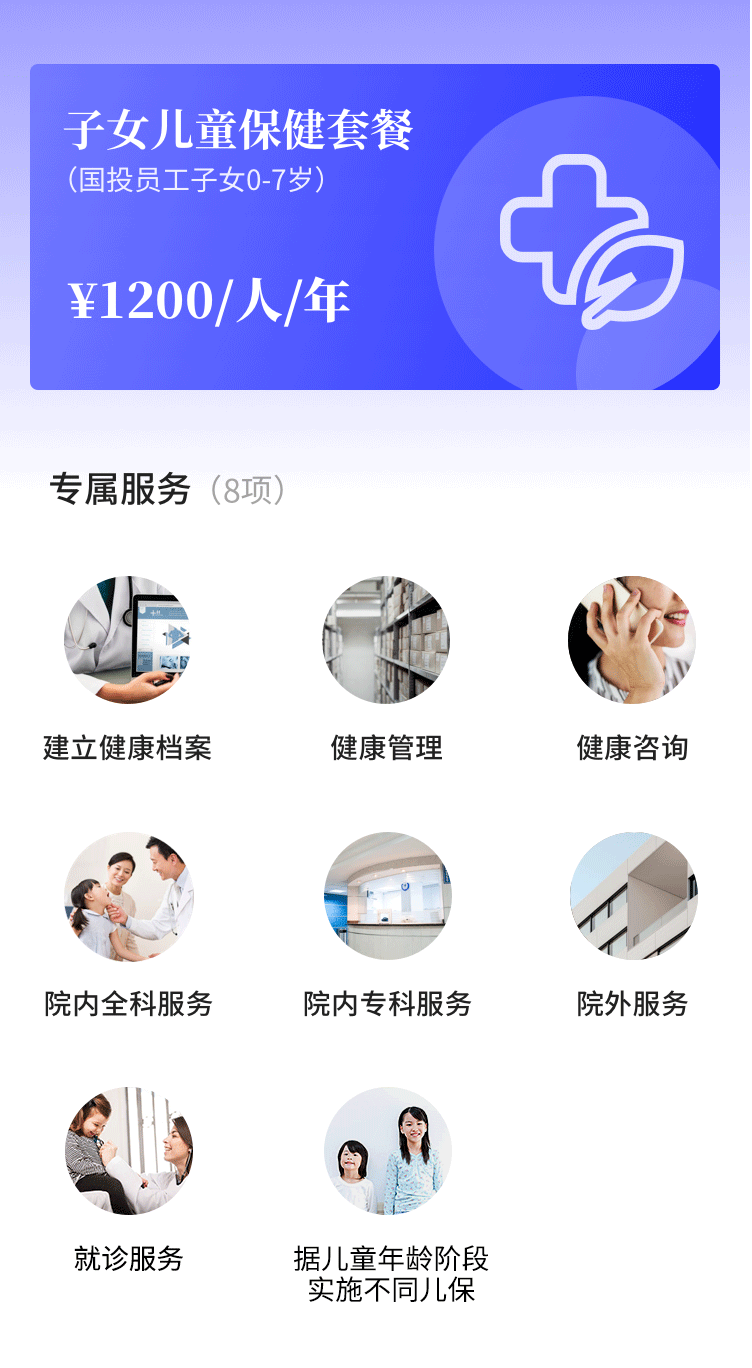 子女儿童保健套餐
（国投员工子女0-7岁）
¥1200/人/年
专属服务（8项）
建立健康档案
健康管理
健康咨询
院内全科服务
院内专科服务
院外服务
就诊服务
据儿童年龄阶段
实施不同儿保